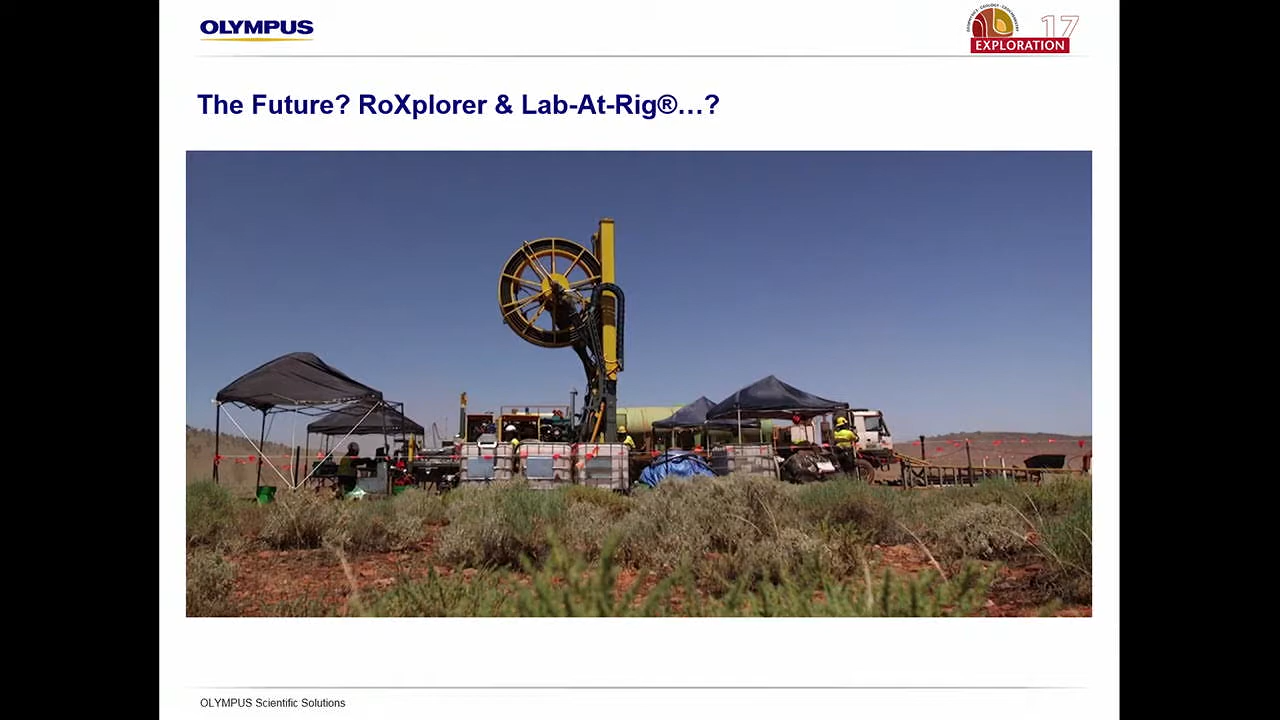 OLYMPUS
17
EXPLORATION
The Future? RoXplorer & Lab-At-Rig®…?
OLYMPUS Scientific Solutions